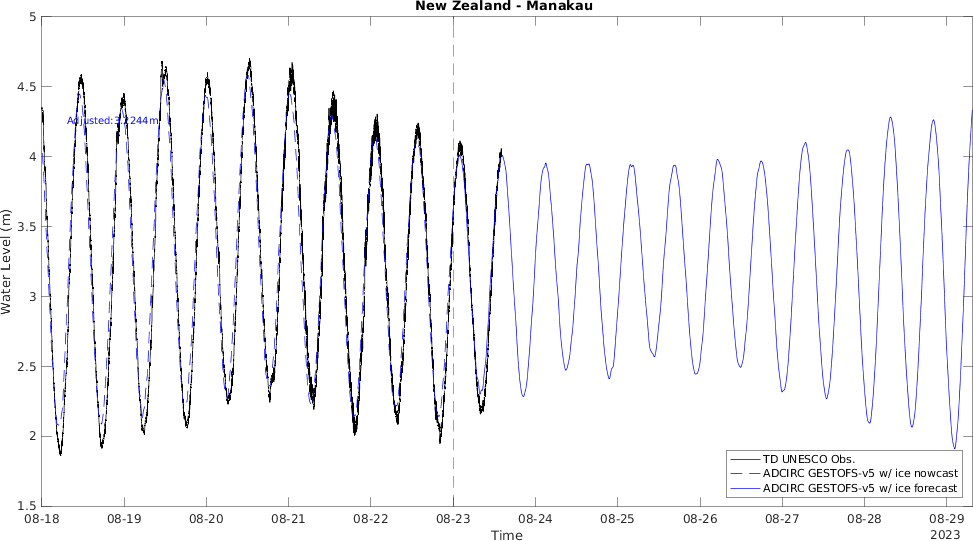 New Zealand - Manakau
5
4.5
4
3.5
3
2.5
2
1.5
Water Level (m)
08-18 08-19 08-20 08-21 08-22 08-23 08-24 08-25 08-26 08-27 08-28 08-29
2023
Time
TD UNESCO Obs.
ADCIRC GESTOFS-v5 w/ ice nowcast
ADCIRC GESTOFS-v5 w/ ice forecast